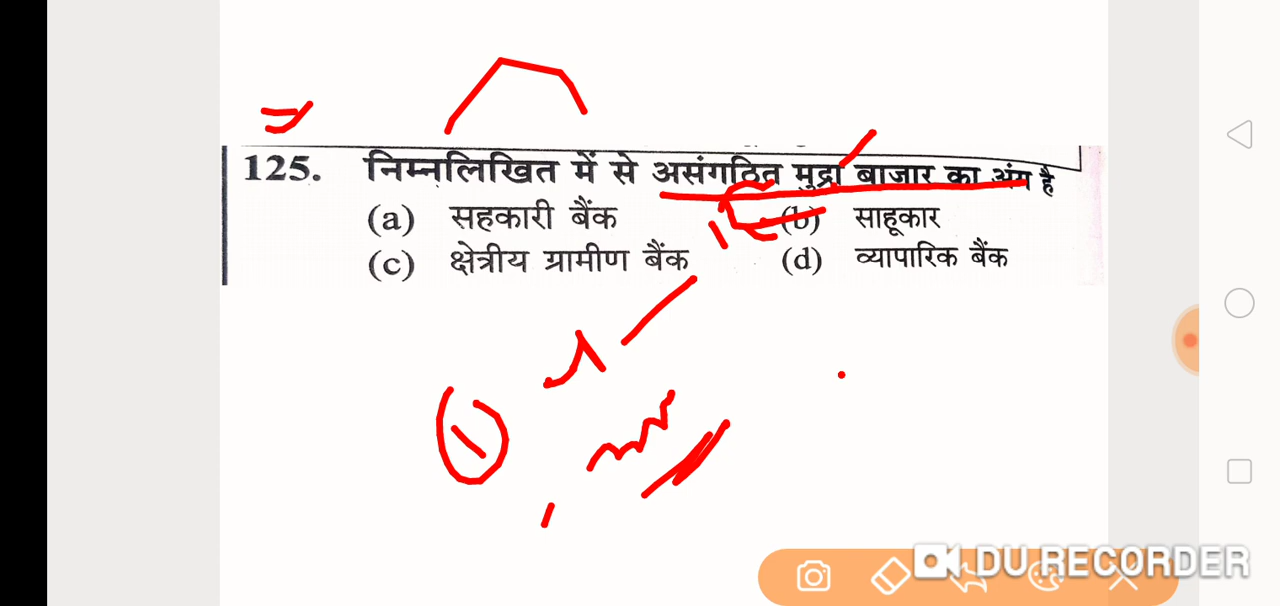 125. निम्नलिखित में से असंगठित मुद्रा बाजार का अंग है
(a) सहकारी बैंक (b) साहूकार
(c) क्षेत्रीय ग्रामीण बैंक (d) व्यापारिक बैंक
DU RECORDER